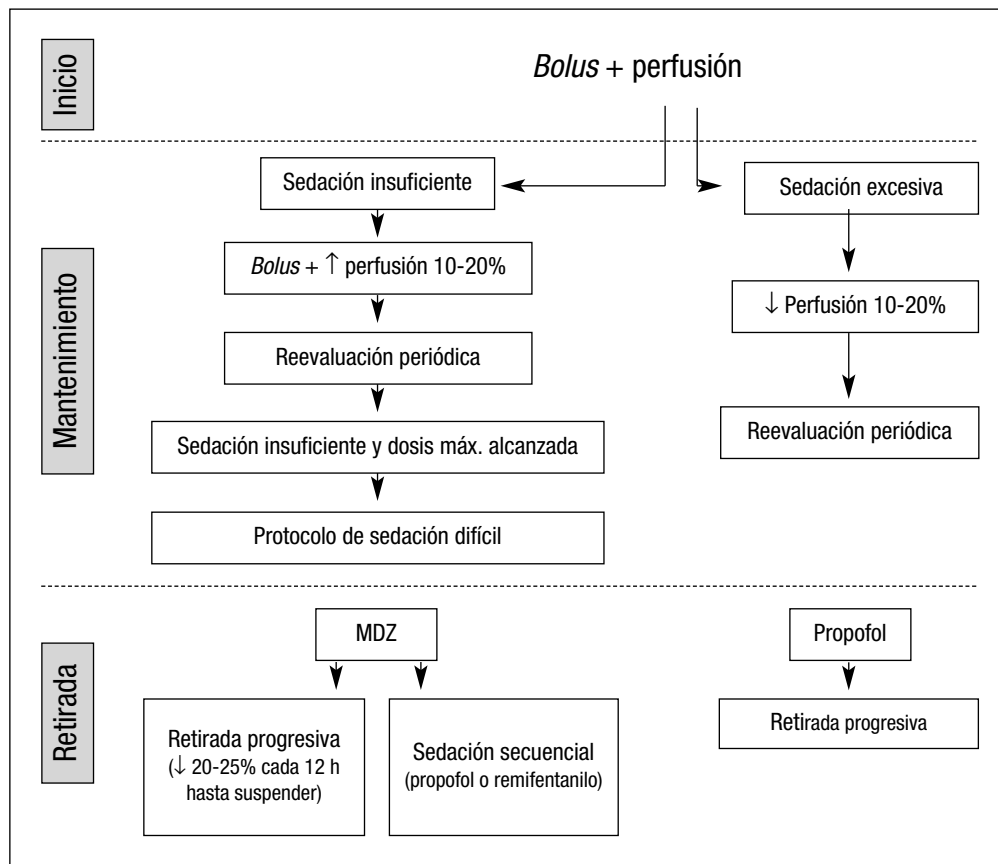 Inicio
Bolus + perfusión
Mantenimiento
Sedación insuficiente
Bolus + ↑ perfusión 10-20%
Reevaluación periódica
Sedación insuficiente y dosis máx. alcanzada
Protocolo de sedación difícil
Sedación excesiva
↓ Perfusión 10-20%
Reevaluación periódica
Retirada
MDZ
Retirada progresiva
(↓ 20-25% cada 12 h
hasta suspender)
Sedación secuencial
(propofol o remifentanilo)
Propofol
Retirada progresiva